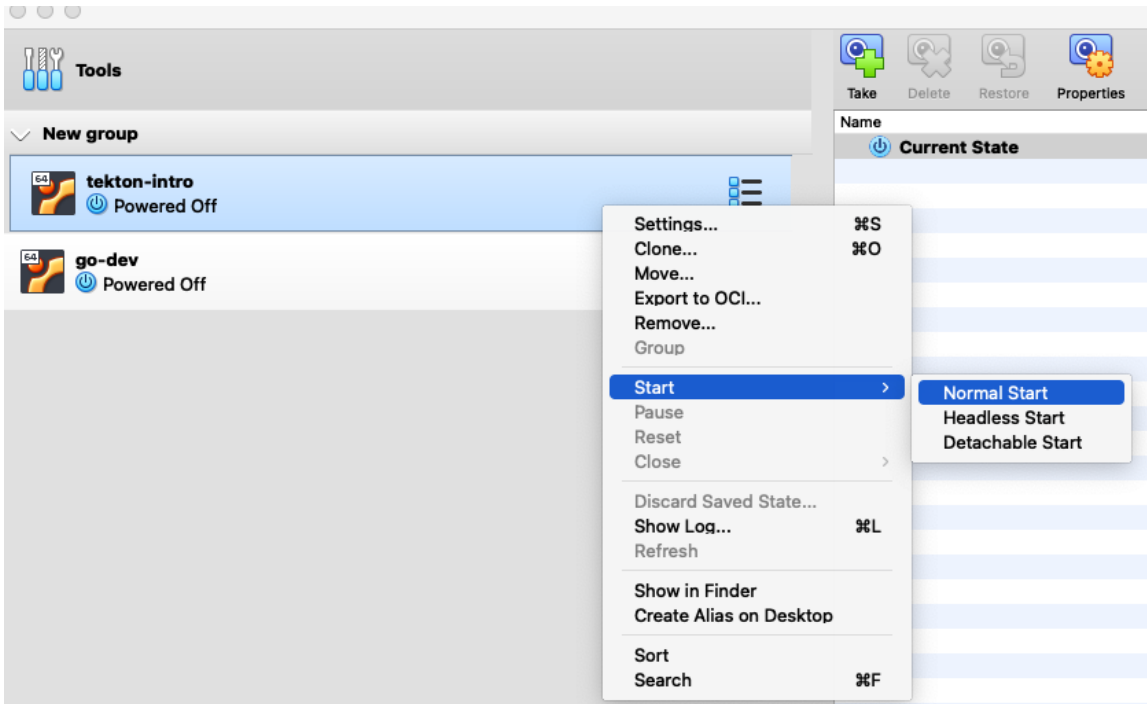 Tools
Take Delete Restore Properties
Name
Current State
New group
64
tekton-intro
Powered Off
64
go-dev
Powered Off
Settings... ⌘S
Clone... ⌘O
Move...
Export to OCI...
Remove...
Group
Start
Pause
Reset
Close
Discard Saved State...
Show Log... ⌘L
Refresh
Show in Finder
Create Alias on Desktop
Sort
Search ⌘F
Normal Start
Headless Start
Detachable Start